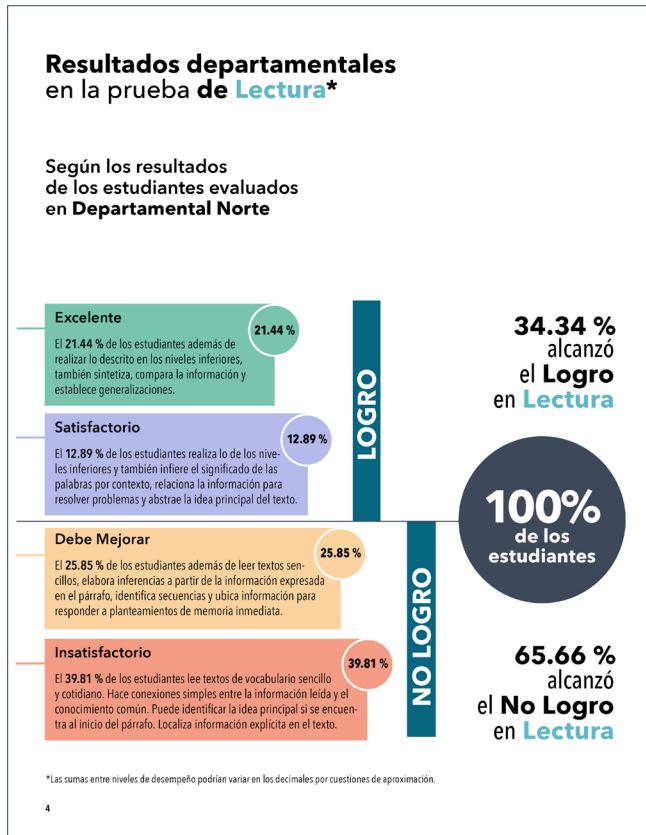 Resultados departamentales
en la prueba de Lectura*
Según los resultados
de los estudiantes evaluados
en Departamental Norte
Excelente
21.44 %
El 21.44 % de los estudiantes además de
realizar lo descrito en los niveles inferiores,
también sintetiza, compara la información y
establece generalizaciones.
Satisfactorio
12.89 %
El 12.89 % de los estudiantes realiza lo de los nive-
les inferiores y también infiere el significado de las
palabras por contexto, relaciona la información para
resolver problemas y abstrae la idea principal del texto.
LOGRO
34.34 %
alcanzó
el Logro
en Lectura
100%
de los
estudiantes
Debe Mejorar
25.85 %
El 25.85 % de los estudiantes además de leer textos sen-
cillos, elabora inferencias a partir de la información expresada
en el párrafo, identifica secuencias y ubica información para
responder a planteamientos de memoria inmediata.
Insatisfactorio
39.81 %
El 39.81 % de los estudiantes lee textos de vocabulario sencillo
y cotidiano. Hace conexiones simples entre la información leída y el
conocimiento común. Puede identificar la idea principal si se encuen-
tra al inicio del párrafo. Localiza información explícita en el texto.
NO LOGRO
65.66 %
alcanzó
el No Logro
en Lectura
*Las sumas entre niveles de desempeño podrían variar en los decimales por cuestiones de aproximación.
4